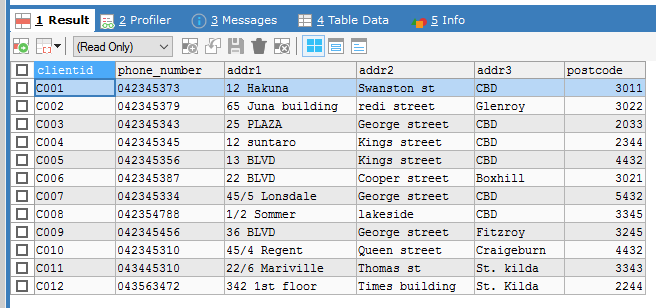 1 Result 2 Profiler 3 Messages 4 Table Data 5 Info
(Read Only)
clientid phone_number addr1 addr2 addr3 postcode
C001 042345373 12 Hakuna Swanston st CBD 3011
C002 042345379 65 Juna building redi street Glenroy 3022
C003 042345343 25 PLAZA George street CBD 2033
C004 042345345 12 suntaro Kings street CBD 2344
C005 042345356 13 BLVD Kings street CBD 4432
C006 042345387 22 BLVD Cooper street Boxhill 3021
C007 042345334 45/5 Lonsdale George street CBD 5432
C008 042354788 1/2 Sommer lakeside CBD 3345
C009 042345456 36 BLVD George street Fitzroy 3245
C010 042345310 45/4 Regent Queen street Craigeburn 4432
C011 043445310 22/6 Mariville Thomas st St. kilda 3343
C012 043563472 342 1st floor Times building St. Kilda 2244